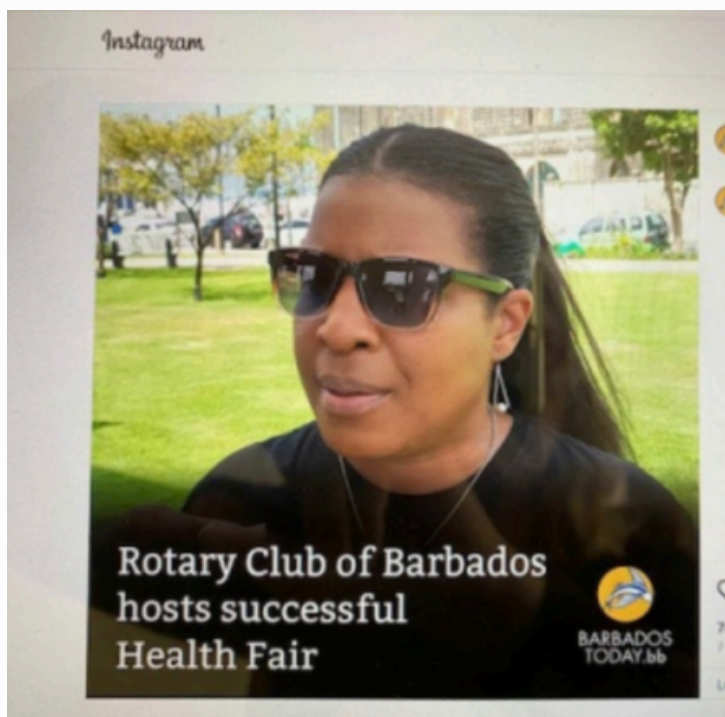 Instagram
Rotary Club of Barbados
hosts successful
Health Fair
BARBADOS
TODAY.bb